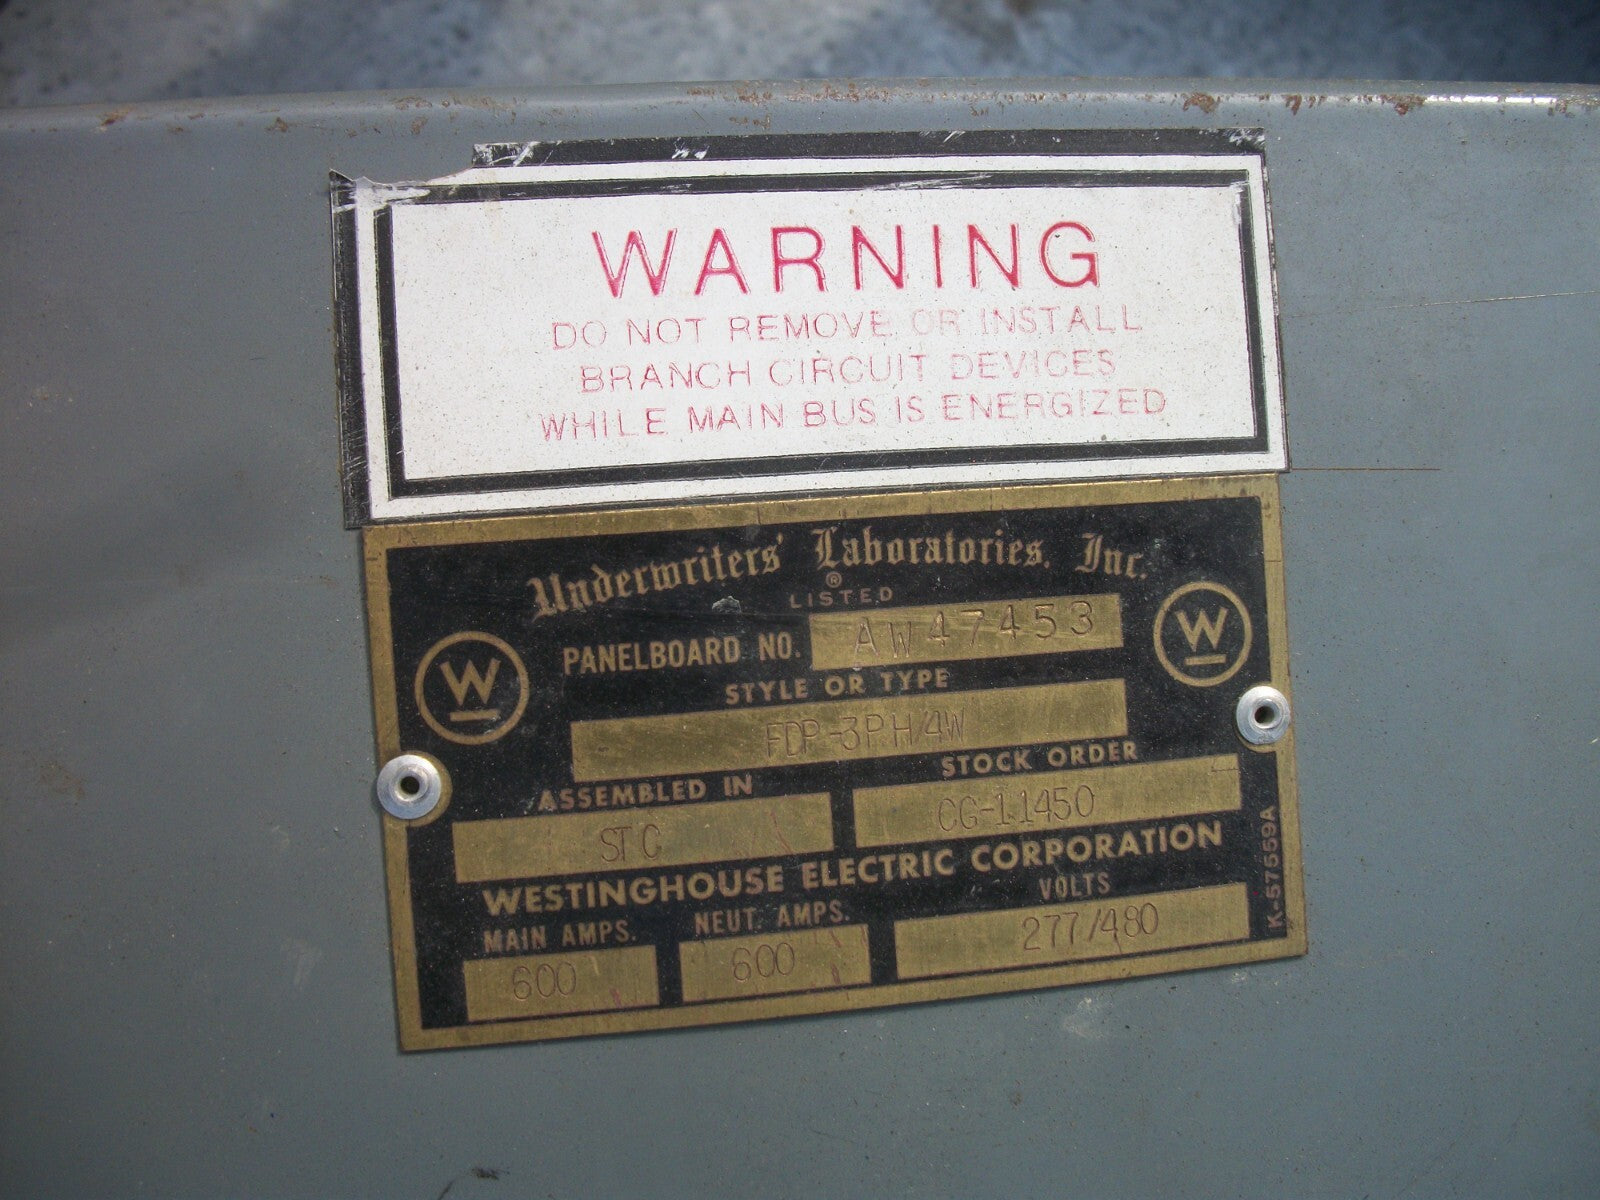 WARNING
DO NOT REMOVE OR INSTALL
BRANCH CIRCUIT DEVICES
WHILE MAIN BUS IS ENERGIZED
Underwriters' Laboratories, Inc.
®
LISTED
PANELBOARD NO. AW47453
W W
STYLE OR TYPE
FDP-3PH/4W
ASSEMBLED IN STOCK ORDER
STC CG-11450
WESTINGHOUSE ELECTRIC CORPORATION
MAIN AMPS. NEUT. AMPS. VOLTS
600 600 277/480
K-57559A